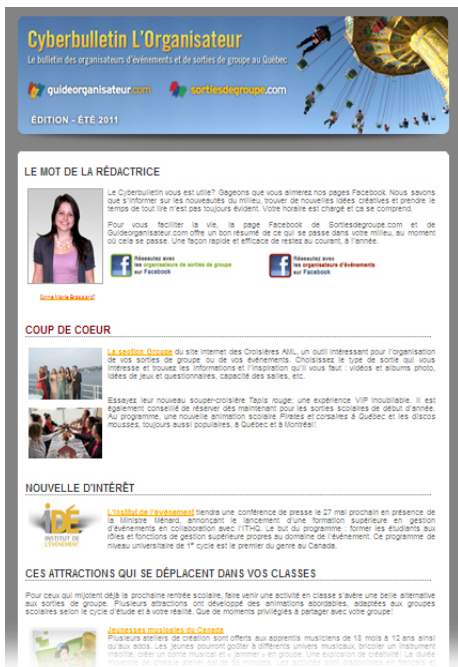 Cyberbulletin L'Organisateur
Le bulletin des organisateurs d'événements et de sorties de groupe au Québec
guideorganisateur.com
sortiesdegroupe.com
ÉDITION - ÉTÉ 2011
LE MOT DE LA RÉDACTRICE
Le Cyberbulletin vous est utile? Gageons que vous aimerez nos pages Facebook. Nous savons
que s'informer sur les nouveautés du milieu, trouver de nouvelles idées créatives et prendre le
temps de tout lire n'est pas toujours évident. Votre horaire est chargé et ça se comprend.
Pour vous faciliter la vie, la page Facebook de Sortiesdegroupe.com et de
Guideorganisateur.com offre un bon résumé de ce qui se passe dans votre milieu, au moment
où cela se passe. Une façon rapide et efficace de restez au courant, à l'année.
Réseautez avec
les organisateurs de sorties de groupe
sur Facebook
Réseautez avec
les organisateurs d'événements
sur Facebook
COUP DE COEUR
La section Groupe du site Internet des Croisières AML, un outil intéressant pour l'organisation
de vos sorties de groupe ou de vos événements. Choisissez le type de sortie qui vous
intéresse et trouvez les informations et l'inspiration qu'il vous faut : vidéos et albums photo,
idées de jeux et questionnaires, capacité des salles, etc.
Essayez leur nouveau souper-croisière Tapis rouge; une expérience VIP inoubliable. Il est
également conseillé de réserver dès maintenant pour les sorties scolaires de début d'année.
Au programme, une nouvelle animation scolaire Pirates et corsaires à Québec et les discos
mousses, toujours aussi populaires, à Québec et à Montréal!
NOUVELLE D'INTÉRÊT
IDÉ
INSTITUT DE
L'ÉVÉNEMENT
L'Institut de l'événement tiendra une conférence de presse le 27 mai prochain en présence de
la Ministre Ménard, annonçant le lancement d'une formation supérieure en gestion
d'événements en collaboration avec l'ITHQ. Le but du programme : former les étudiants aux
rôles et fonctions de gestion supérieure propres au domaine de l'événement. Ce programme de
niveau universitaire de 1er cycle est le premier du genre au Canada.
CES ATTRACTIONS QUI SE DÉPLACENT DANS VOS CLASSES
Pour ceux qui mijotent déjà la prochaine rentrée scolaire, faire venir une activité en classe s'avère une belle alternative
aux sorties de groupe. Plusieurs attractions ont développé des animations abordables, adaptées aux groupes
scolaires selon le cycle d'étude et à votre réalité. Que de moments privilégiés à partager avec votre groupe!
Jeunesses musicales du Canada
Plusieurs ateliers de création sont offerts aux apprentis musiciens de 18 mois à 12 ans ainsi
qu'aux ados. Les jeunes pourront goûter à différents univers musicaux, bricoler un instrument
insolite, créer un conte musical et « jammer » en groupe. Une explosion de créativité! La durée